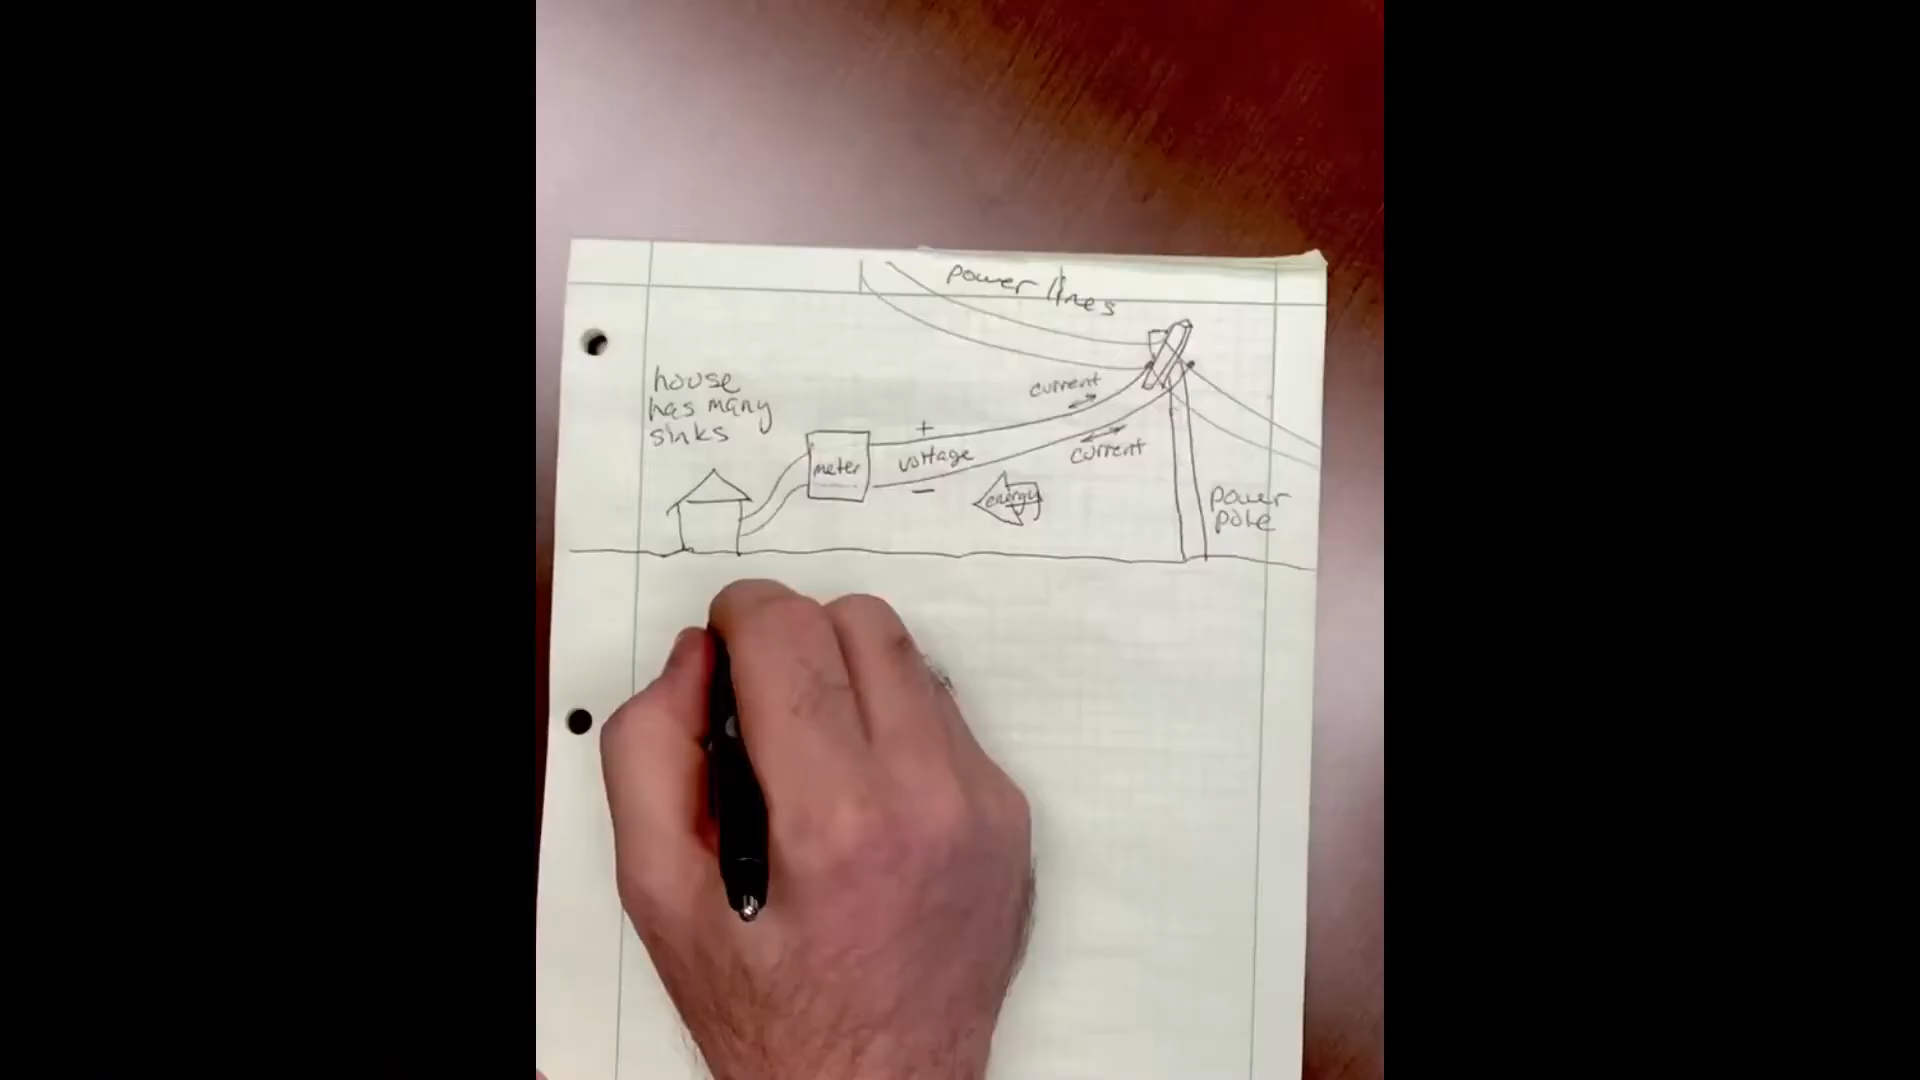 power lines
current
house
has many
sinks
+
meter
voltage
current
−
energy
power
pole